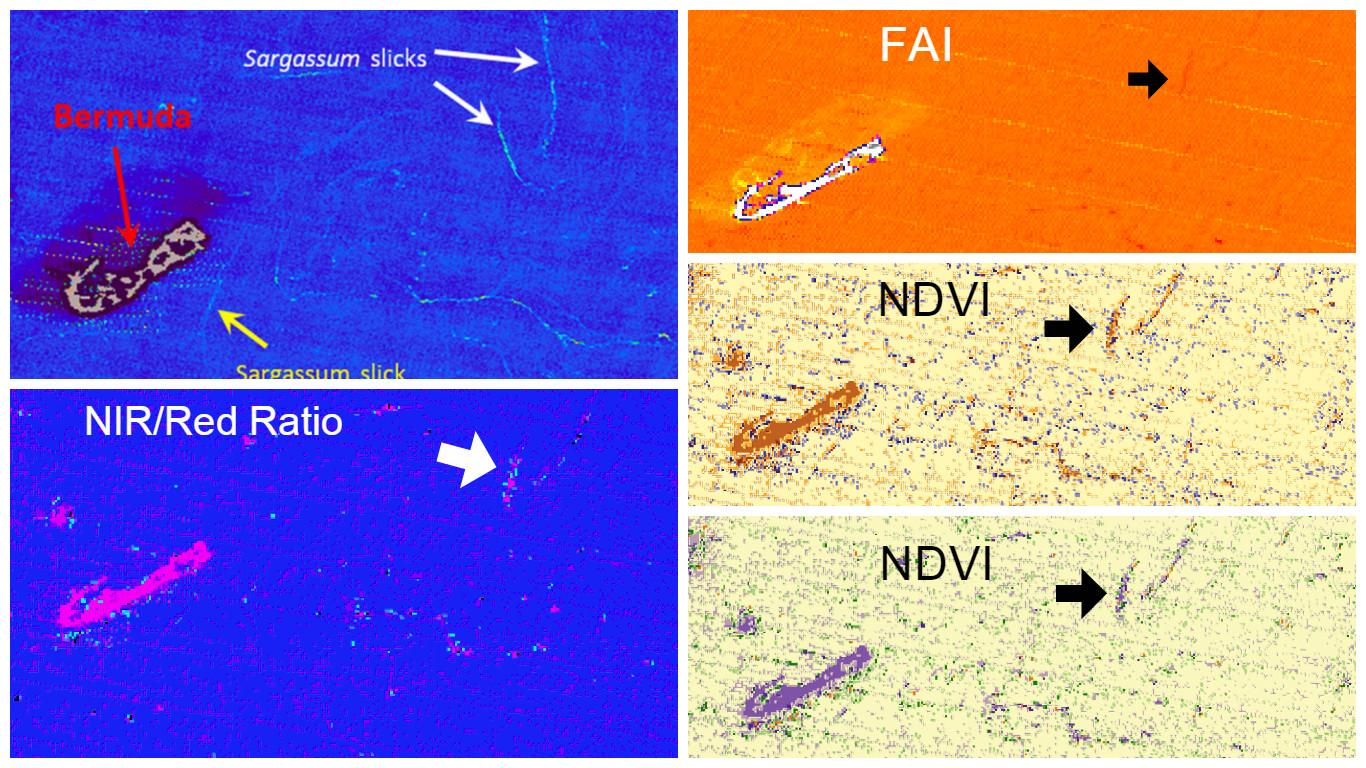 Sargassum slicks
Bermuda
Sargassum slick
NIR/Red Ratio
FAI
NDVI
NDVI